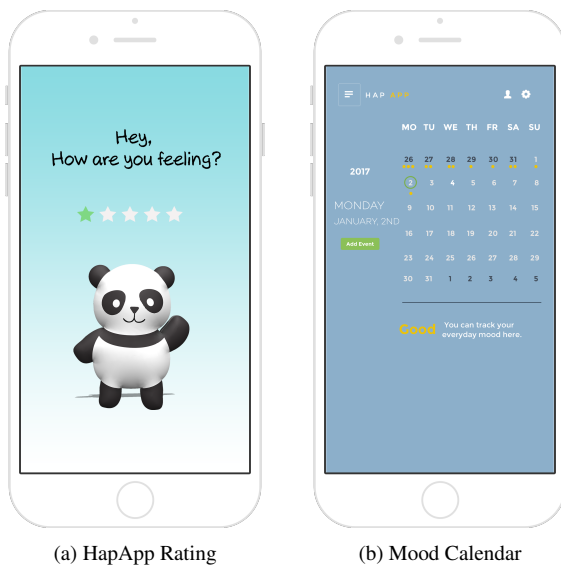 Hey,
How are you feeling?
(a) HapApp Rating
HAP APP
MO TU WE TH FR SA SU
26 27 28 29 30 31 1
2017
2 3 4 5 6 7 8
MONDAY
9 10 11 12 13 14 15
JANUARY, 2ND
16 17 18 19 20 21 22
Add Event
23 24 25 26 27 28 29
30 31 1 2 3 4 5
Good
You can track your
everyday mood here.
(b) Mood Calendar